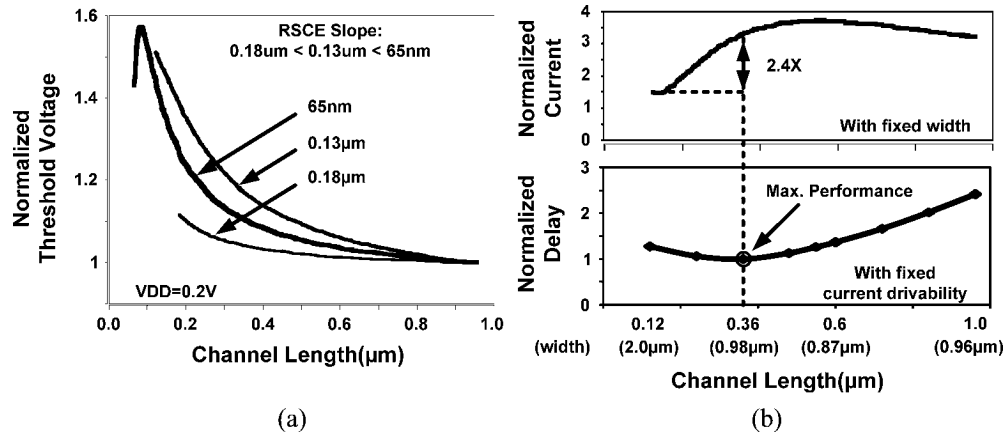 RSCE Slope:
0.18um < 0.13um < 65nm
1.6
1.4
1.2
1
65nm
0.13µm
0.18µm
VDD=0.2V
0.0
0.2
0.4
0.6
0.8
1.0
Normalized
Threshold Voltage
Channel Length(µm)
(a)
Normalized
Current
4
3
2
1
0
2.4X
With fixed width
Normalized
Delay
3
2
1
0
Max. Performance
With fixed
current drivability
0.12
0.36
0.6
1.0
(width)
(2.0µm)
(0.98µm)
(0.87µm)
(0.96µm)
Channel Length(µm)
(b)